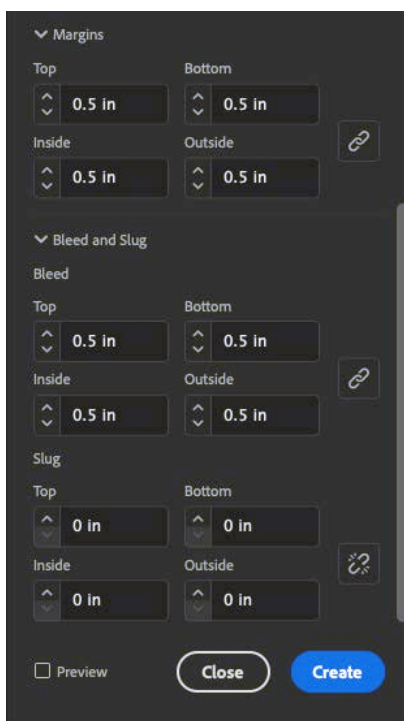 Margins
Top Bottom
0.5 in 0.5 in
Inside Outside
0.5 in 0.5 in
Bleed and Slug
Bleed
Top Bottom
0.5 in 0.5 in
Inside Outside
0.5 in 0.5 in
Slug
Top Bottom
0 in 0 in
Inside Outside
0 in 0 in
Preview Close Create